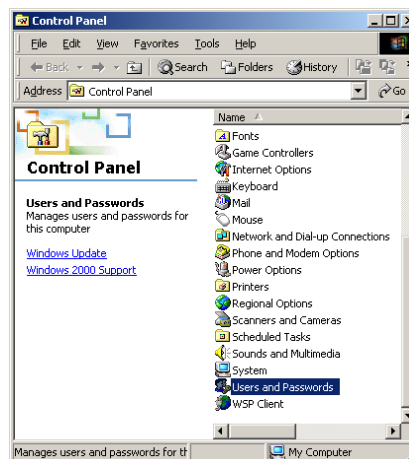 Control Panel
File Edit View Favorites Tools Help
Back Search Folders History
Address Control Panel Go
Control Panel
Users and Passwords
Manages users and passwords for
this computer
Windows Update
Windows 2000 Support
Name
Fonts
Game Controllers
Internet Options
Keyboard
Mail
Mouse
Network and Dial-up Connections
Phone and Modem Options
Power Options
Printers
Regional Options
Scanners and Cameras
Scheduled Tasks
Sounds and Multimedia
System
Users and Passwords
WSP Client
Manages users and passwords for th My Computer